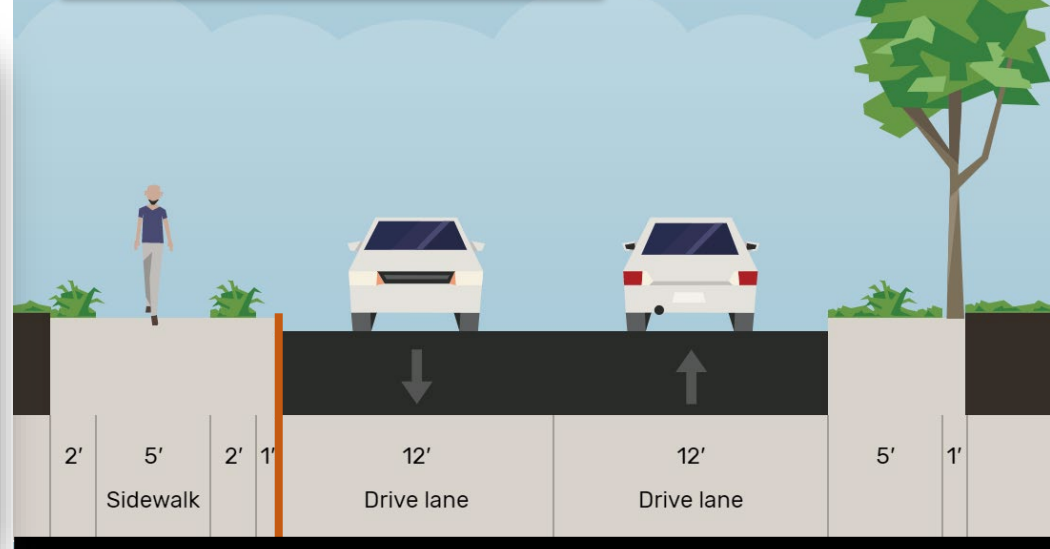 2′ 5′ 2′ 1′ 12′ 12′ 5′ 1′
Sidewalk Drive lane Drive lane